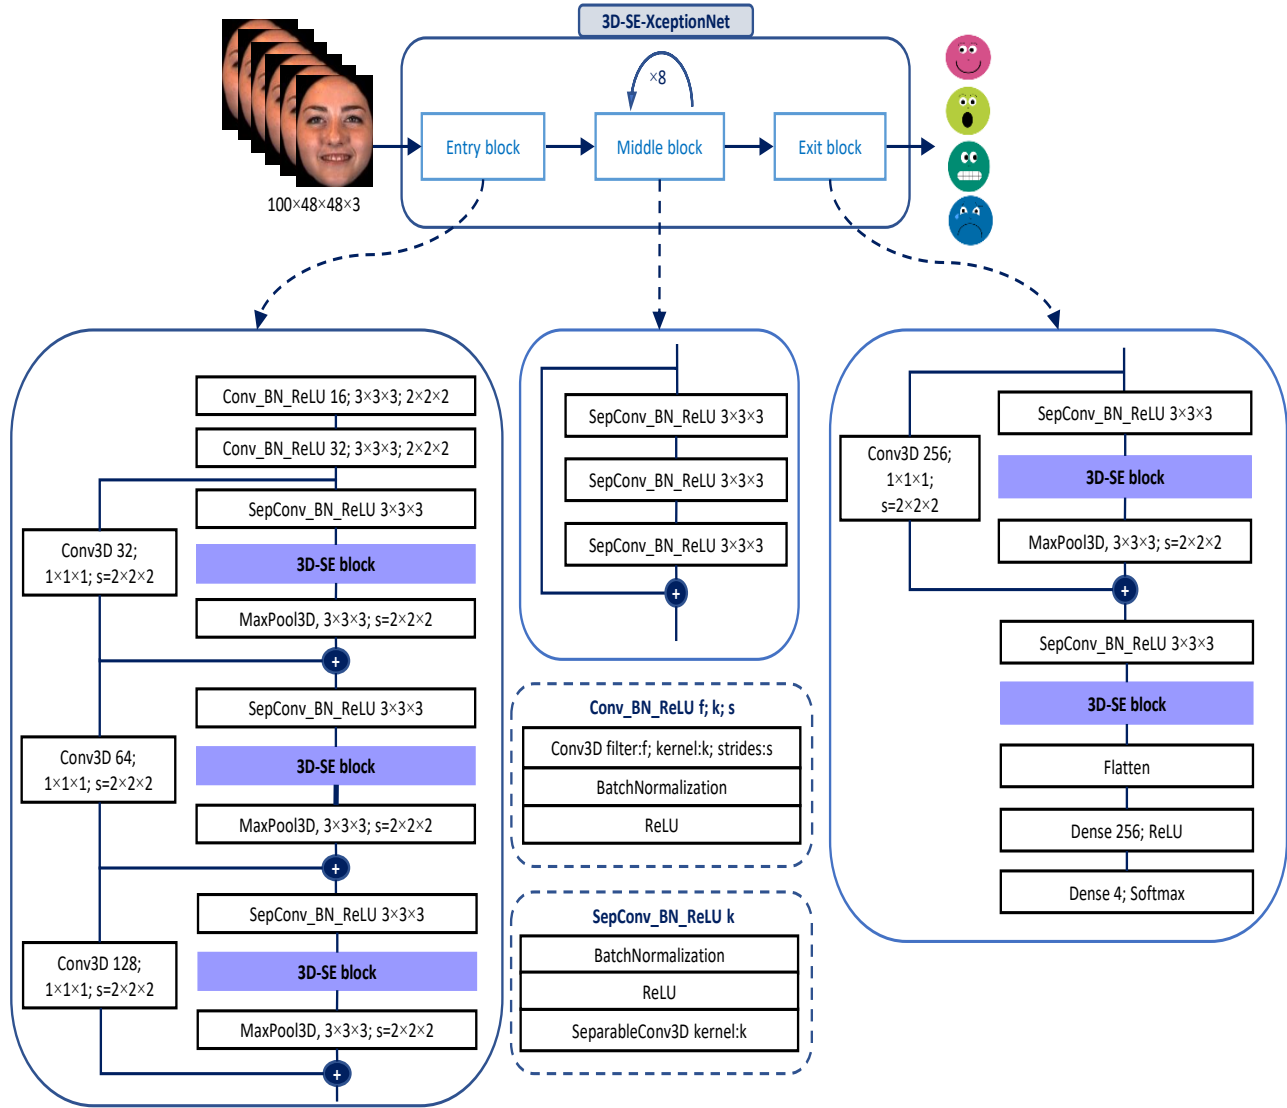 3D-SE-XceptionNet
×8
Entry block
Middle block
Exit block
100×48×48×3
Conv_BN_ReLU 16; 3×3×3; 2×2×2
Conv_BN_ReLU 32; 3×3×3; 2×2×2
SepConv_BN_ReLU 3×3×3
Conv3D 32;
1×1×1; s=2×2×2
3D-SE block
MaxPool3D, 3×3×3; s=2×2×2
+
SepConv_BN_ReLU 3×3×3
Conv3D 64;
1×1×1; s=2×2×2
3D-SE block
MaxPool3D, 3×3×3; s=2×2×2
+
SepConv_BN_ReLU 3×3×3
Conv3D 128;
1×1×1; s=2×2×2
3D-SE block
MaxPool3D, 3×3×3; s=2×2×2
+
SepConv_BN_ReLU 3×3×3
SepConv_BN_ReLU 3×3×3
SepConv_BN_ReLU 3×3×3
+
Conv_BN_ReLU f; k; s
Conv3D filter:f; kernel:k; strides:s
BatchNormalization
ReLU
SepConv_BN_ReLU k
BatchNormalization
ReLU
SeparableConv3D kernel:k
SepConv_BN_ReLU 3×3×3
Conv3D 256;
1×1×1;
s=2×2×2
3D-SE block
MaxPool3D, 3×3×3; s=2×2×2
+
SepConv_BN_ReLU 3×3×3
3D-SE block
Flatten
Dense 256; ReLU
Dense 4; Softmax